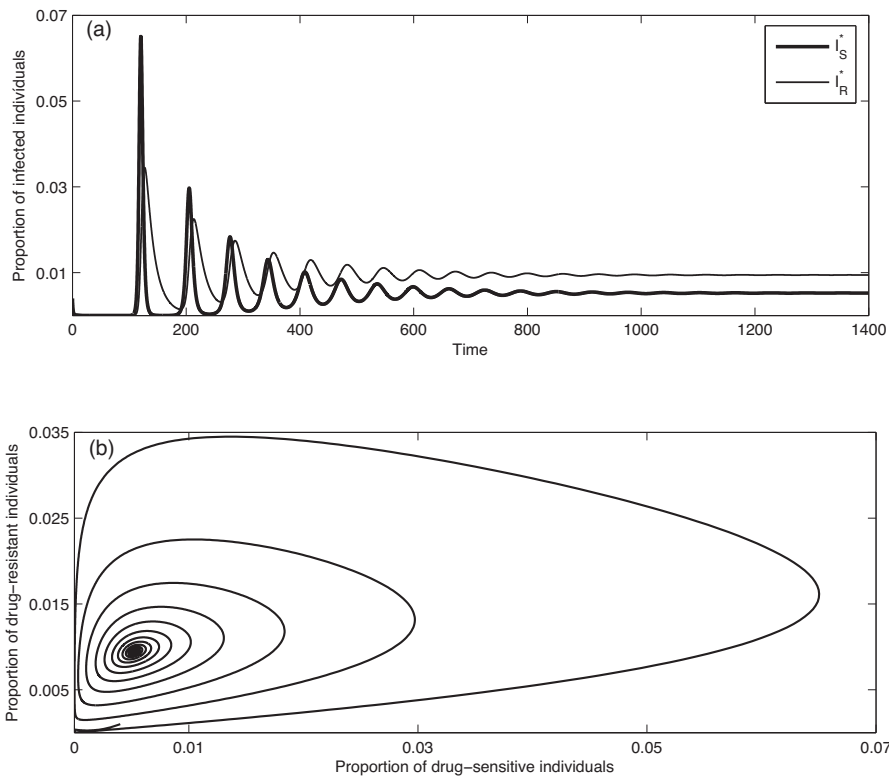 (a)
0.07
0.05
0.03
0.01
Proportion of infected individuals
I*S
I*R
0 200 400 600 800 1000 1200 1400
Time
(b)
0.035
0.025
0.015
0.005
Proportion of drug−resistant individuals
0 0.01 0.03 0.05 0.07
Proportion of drug−sensitive individuals